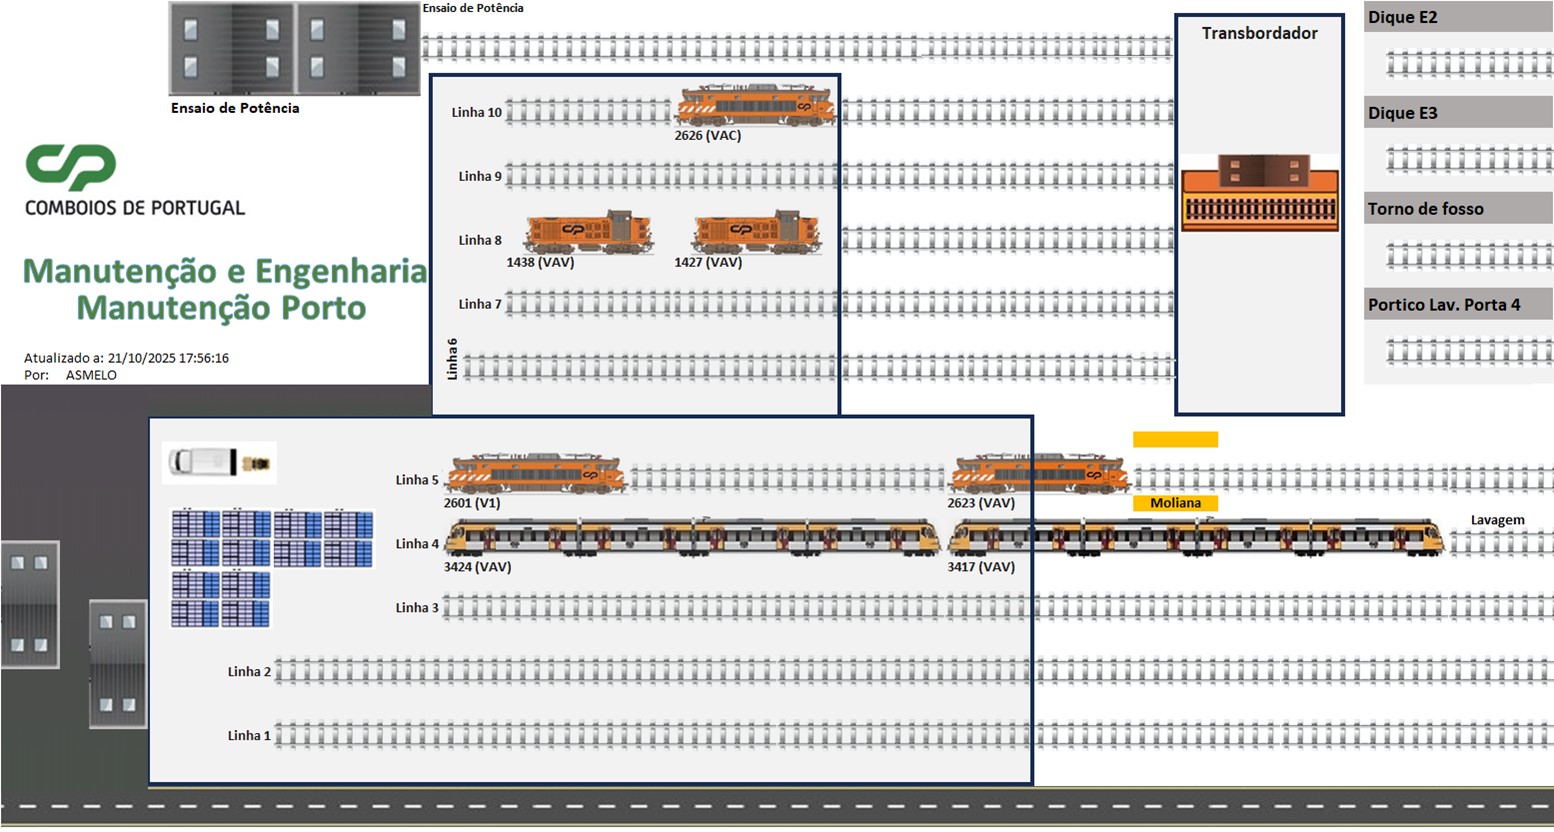 Ensaio de Potência
Ensaio de Potência
CP
COMBOIOS DE PORTUGAL
Manutenção e Engenharia
Manutenção Porto
Atualizado a: 21/10/2025 17:56:16
Por: ASMELO
Linha 10
2626 (VAC)
Linha 9
Linha 8
1438 (VAV)
1427 (VAV)
Linha 7
Linha 6
Transbordador
Dique E2
Dique E3
Torno de fosso
Portico Lav. Porta 4
Linha 5
2601 (V1)
2623 (VAV)
Moliana
Linha 4
3424 (VAV)
3417 (VAV)
Lavagem
Linha 3
Linha 2
Linha 1